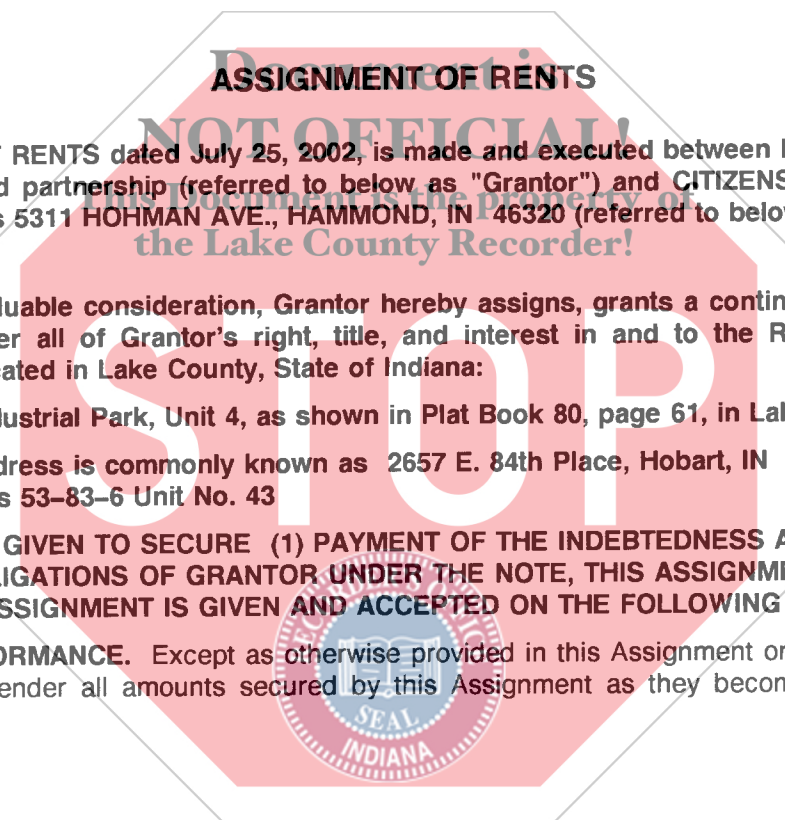 Document is
ASSIGNMENT OF RENTS
NOT OFFICIAL!
RENTS dated July 25, 2002, is made and executed between
partnership (referred to below as "Grantor") and CITIZENS
This Document is the property of
5311 HOHMAN AVE., HAMMOND, IN 46320 (referred to below
the Lake County Recorder!
luable consideration, Grantor hereby assigns, grants a contin
er all of Grantor's right, title, and interest in and to the R
cated in Lake County, State of Indiana:
dustrial Park, Unit 4, as shown in Plat Book 80, page 61, in Lal
dress is commonly known as 2657 E. 84th Place, Hobart, IN
s 53–83–6 Unit No. 43
GIVEN TO SECURE (1) PAYMENT OF THE INDEBTEDNESS A
LIGATIONS OF GRANTOR UNDER THE NOTE, THIS ASSIGNME
ASSIGNMENT IS GIVEN AND ACCEPTED ON THE FOLLOWING
ORMANCE. Except as otherwise provided in this Assignment or
ender all amounts secured by this Assignment as they becom
STOP
SEAL
INDIANA